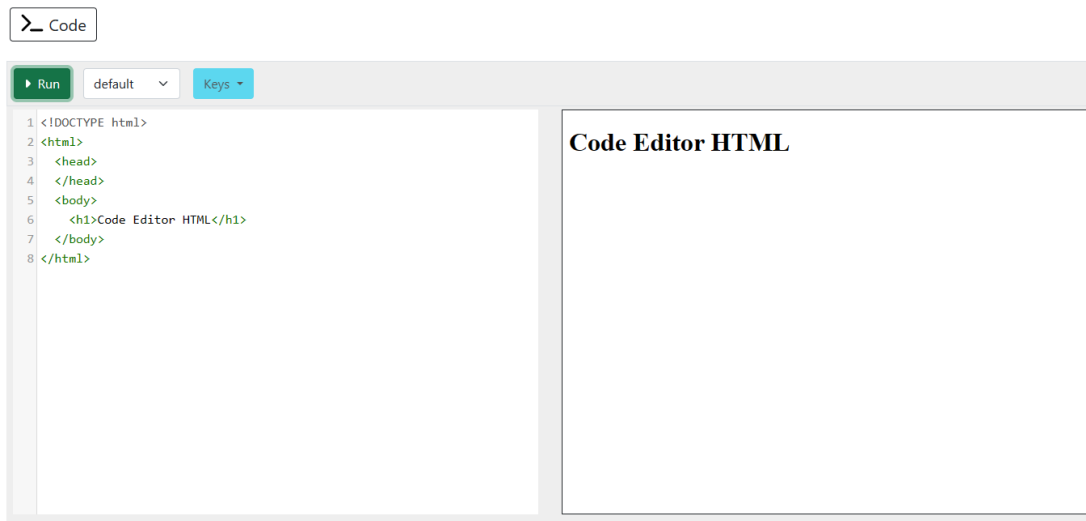 Code
Run default Keys
1 <!DOCTYPE html>
2 <html>
3   <head>
4   </head>
5   <body>
6     <h1>Code Editor HTML</h1>
7   </body>
8 </html>
Code Editor HTML